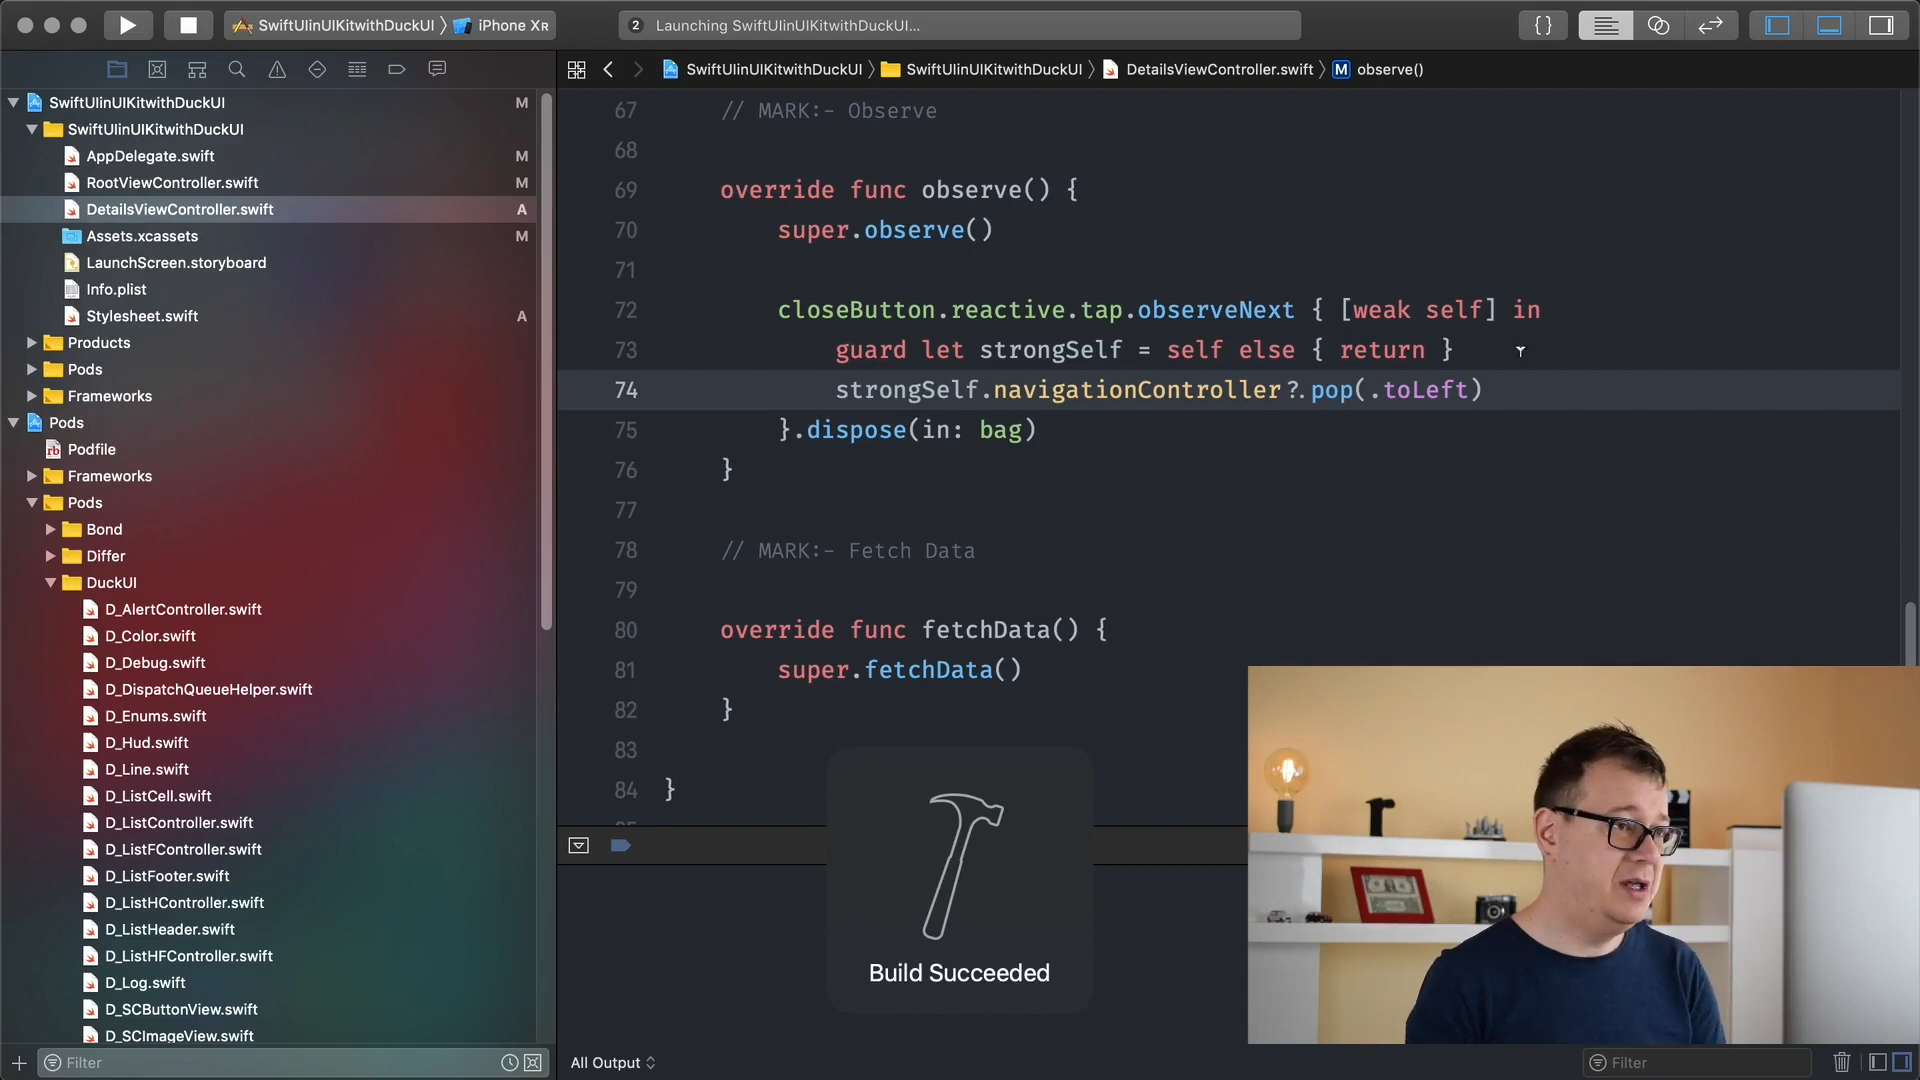 SwiftUIinUIKitwithDuckUI 〉 iPhone XR
2 Launching SwiftUIinUIKitwithDuckUI...
SwiftUIinUIKitwithDuckUI 〉 SwiftUIinUIKitwithDuckUI 〉 DetailsViewController.swift 〉 M observe()
SwiftUIinUIKitwithDuckUI M
SwiftUIinUIKitwithDuckUI
AppDelegate.swift M
RootViewController.swift M
DetailsViewController.swift A
Assets.xcassets M
LaunchScreen.storyboard
Info.plist
Stylesheet.swift A
Products
Pods
Frameworks
Pods
rb Podfile
Frameworks
Pods
Bond
Differ
DuckUI
D_AlertController.swift
D_Color.swift
D_Debug.swift
D_DispatchQueueHelper.swift
D_Enums.swift
D_Hud.swift
D_Line.swift
D_ListCell.swift
D_ListController.swift
D_ListFController.swift
D_ListFooter.swift
D_ListHController.swift
D_ListHeader.swift
D_ListHFController.swift
D_Log.swift
D_SCButtonView.swift
D_SCImageView.swift
Filter
67 // MARK:- Observe
68
69 override func observe() {
70 super.observe()
71
72 closeButton.reactive.tap.observeNext { [weak self] in
73 guard let strongSelf = self else { return }
74 strongSelf.navigationController?.pop(.toLeft)
75 }.dispose(in: bag)
76 }
77
78 // MARK:- Fetch Data
79
80 override func fetchData() {
81 super.fetchData()
82 }
83
84 }
Build Succeeded
All Output
Filter